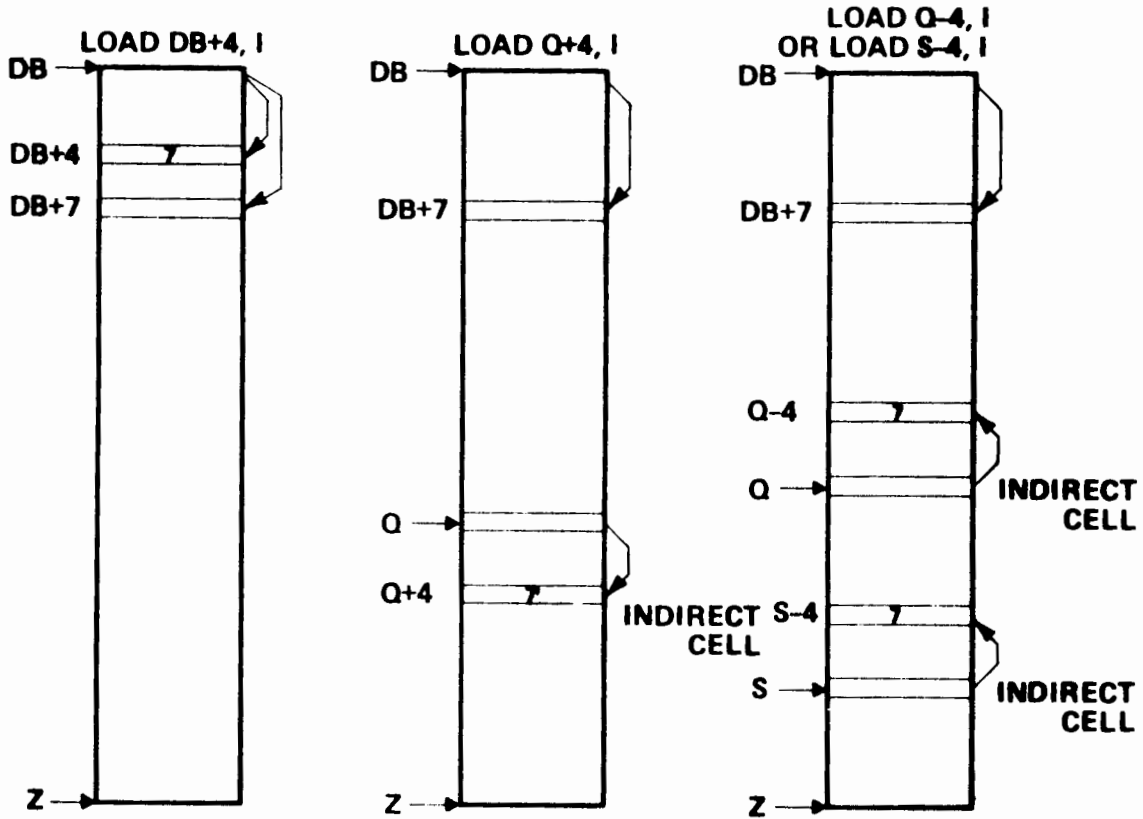 LOAD DB+4, I
DB
DB+4
7
DB+7
Z
LOAD Q+4, I
DB
DB+7
Q
Q+4
7
INDIRECT
CELL
Z
LOAD Q-4, I
OR LOAD S-4, I
DB
DB+7
Q-4
7
Q
INDIRECT
CELL
S-4
7
S
INDIRECT
CELL
Z